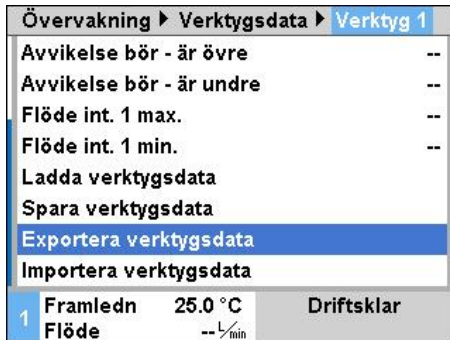 Övervakning ▶ Verktygsdata ▶ Verktyg 1
Avvikelse bör - är övre --
Avvikelse bör - är undre --
Flöde int. 1 max. --
Flöde int. 1 min. --
Ladda verktygsdata
Spara verktygsdata
Exportera verktygsdata
Importera verktygsdata
1 Framledn 25.0 °C Driftsklar
Flöde -- L/min